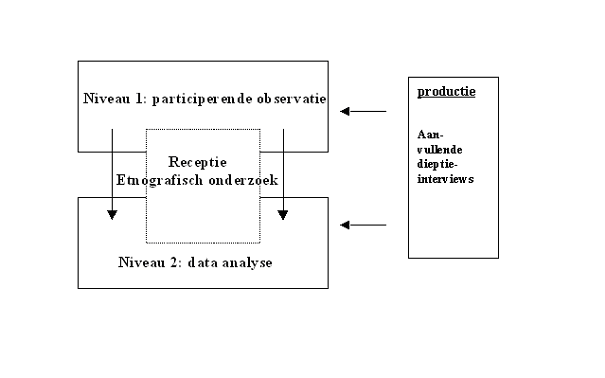 Niveau 1: participerende observatie
Receptie
Etnografisch onderzoek
Niveau 2: data analyse
productie
Aan-
vullende
dieptie-
interviews